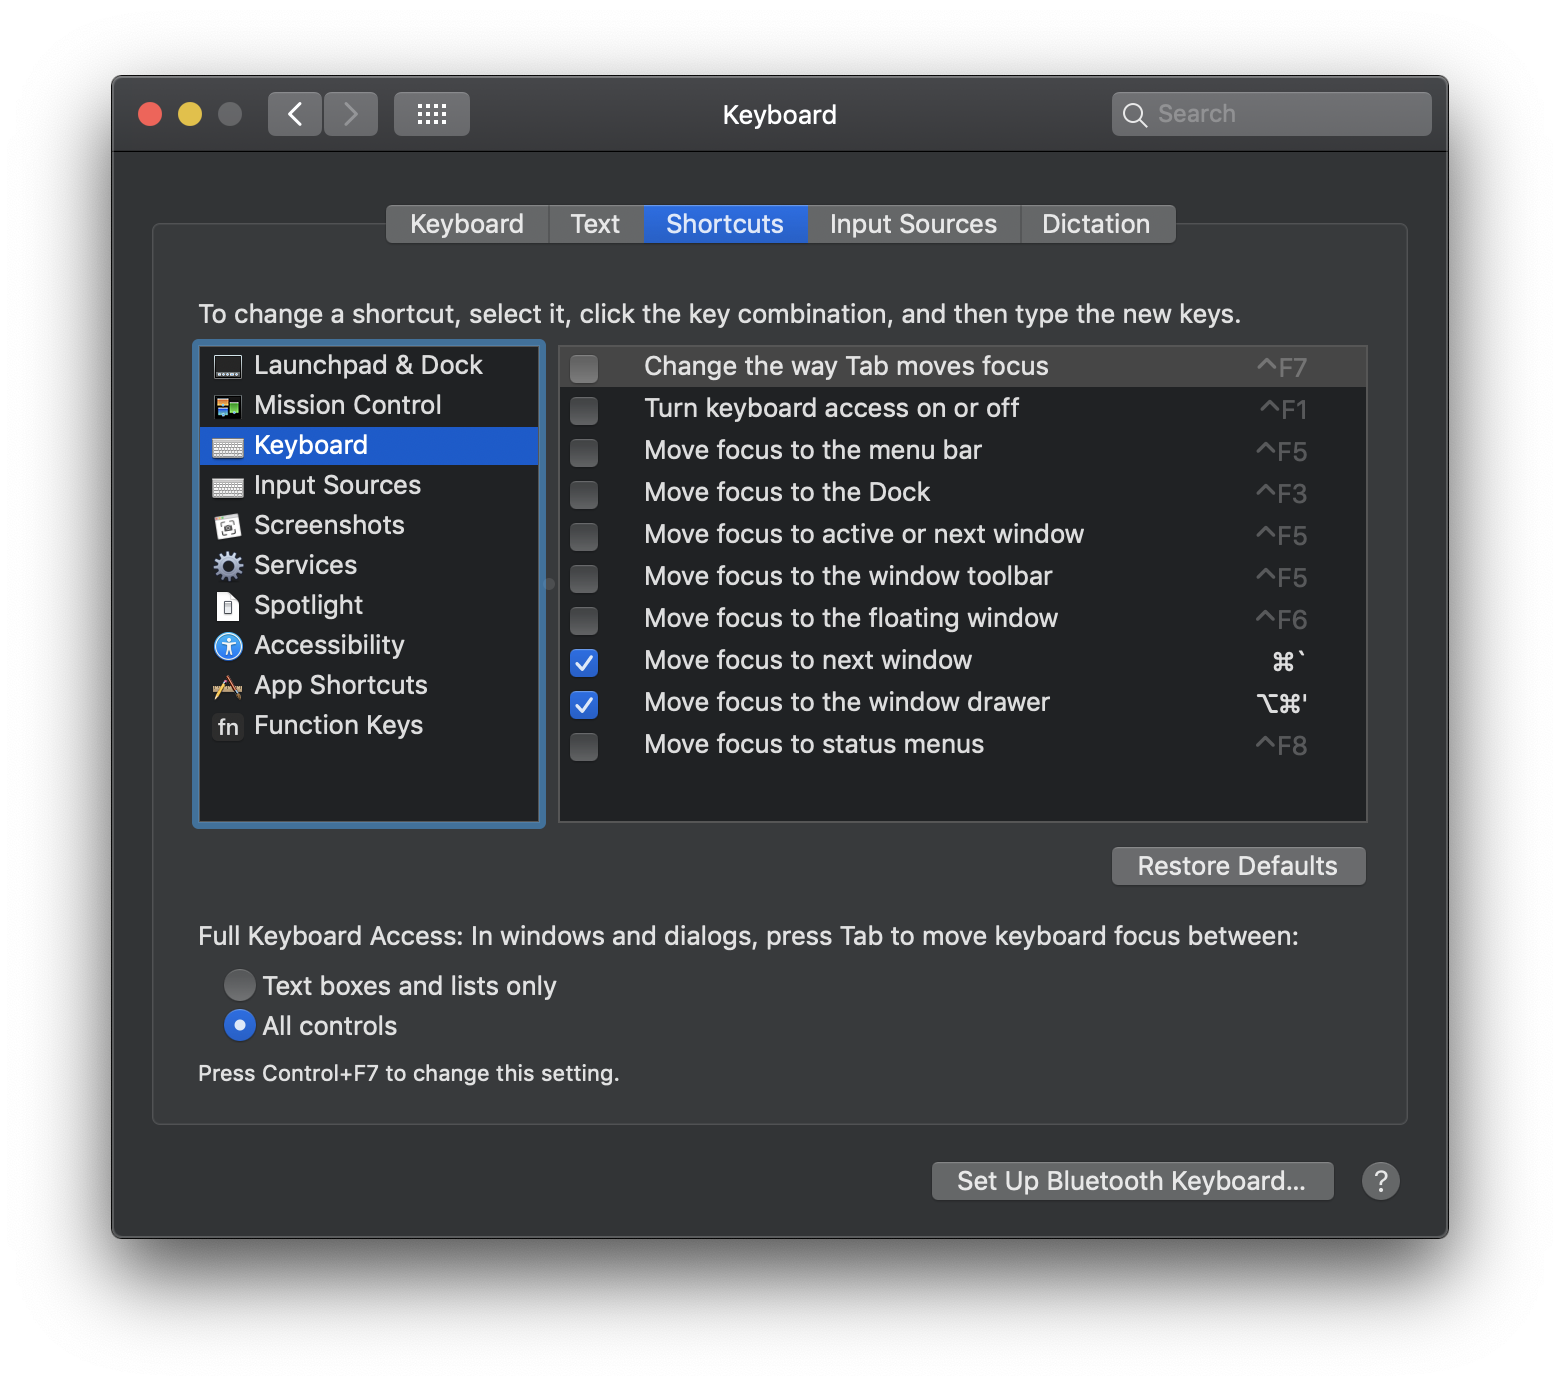 Keyboard
Search
Keyboard Text Shortcuts Input Sources Dictation
To change a shortcut, select it, click the key combination, and then type the new keys.
Launchpad & Dock
Mission Control
Keyboard
Input Sources
Screenshots
Services
Spotlight
Accessibility
App Shortcuts
fn Function Keys
Change the way Tab moves focus ^F7
Turn keyboard access on or off ^F1
Move focus to the menu bar ^F5
Move focus to the Dock ^F3
Move focus to active or next window ^F5
Move focus to the window toolbar ^F5
Move focus to the floating window ^F6
Move focus to next window ⌘`
Move focus to the window drawer ⌥⌘'
Move focus to status menus ^F8
Restore Defaults
Full Keyboard Access: In windows and dialogs, press Tab to move keyboard focus between:
Text boxes and lists only
All controls
Press Control+F7 to change this setting.
Set Up Bluetooth Keyboard... ?